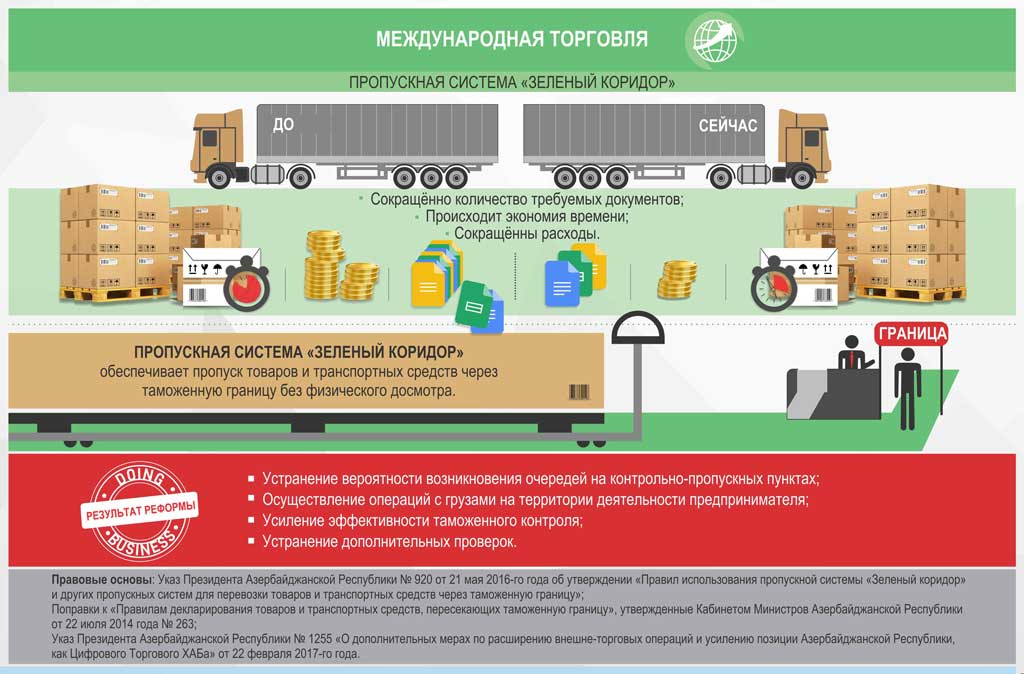 МЕЖДУНАРОДНАЯ ТОРГОВЛЯ
ПРОПУСКНАЯ СИСТЕМА «ЗЕЛЕНЫЙ КОРИДОР»
ДО
СЕЙЧАС
Сокращённо количество требуемых документов;
Происходит экономия времени;
Сокращённы расходы.
ПРОПУСКНАЯ СИСТЕМА «ЗЕЛЕНЫЙ КОРИДОР»
обеспечивает пропуск товаров и транспортных средств через
таможенную границу без физического досмотра.
ГРАНИЦА
DOING
РЕЗУЛЬТАТ РЕФОРМЫ
BUSINESS
Устранение вероятности возникновения очередей на контрольно-пропускных пунктах;
Осуществление операций с грузами на территории деятельности предпринимателя;
Усиление эффективности таможенного контроля;
Устранение дополнительных проверок.
Правовые основы: Указ Президента Азербайджанской Республики № 920 от 21 мая 2016-го года об утверждении «Правил использования пропускной системы «Зеленый коридор»
и других пропускных систем для перевозки товаров и транспортных средств через таможенную границу»;
Поправки к «Правилам декларирования товаров и транспортных средств, пересекающих таможенную границу», утвержденные Кабинетом Министров Азербайджанской Республики
от 22 июля 2014 года № 263;
Указ Президента Азербайджанской Республики № 1255 «О дополнительных мерах по расширению внешне-торговых операций и усилению позиции Азербайджанской Республики,
как Цифрового Торгового ХАБа» от 22 февраля 2017-го года.